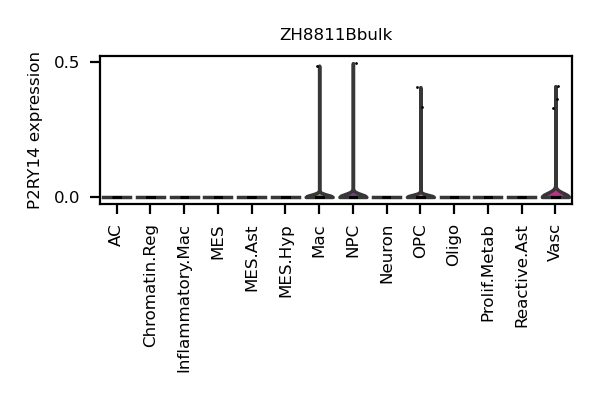 ZH8811Bbulk
P2RY14 expression
0.5
0.0
AC
Chromatin.Reg
Inflammatory.Mac
MES
MES.Ast
MES.Hyp
Mac
NPC
Neuron
OPC
Oligo
Prolif.Metab
Reactive.Ast
Vasc